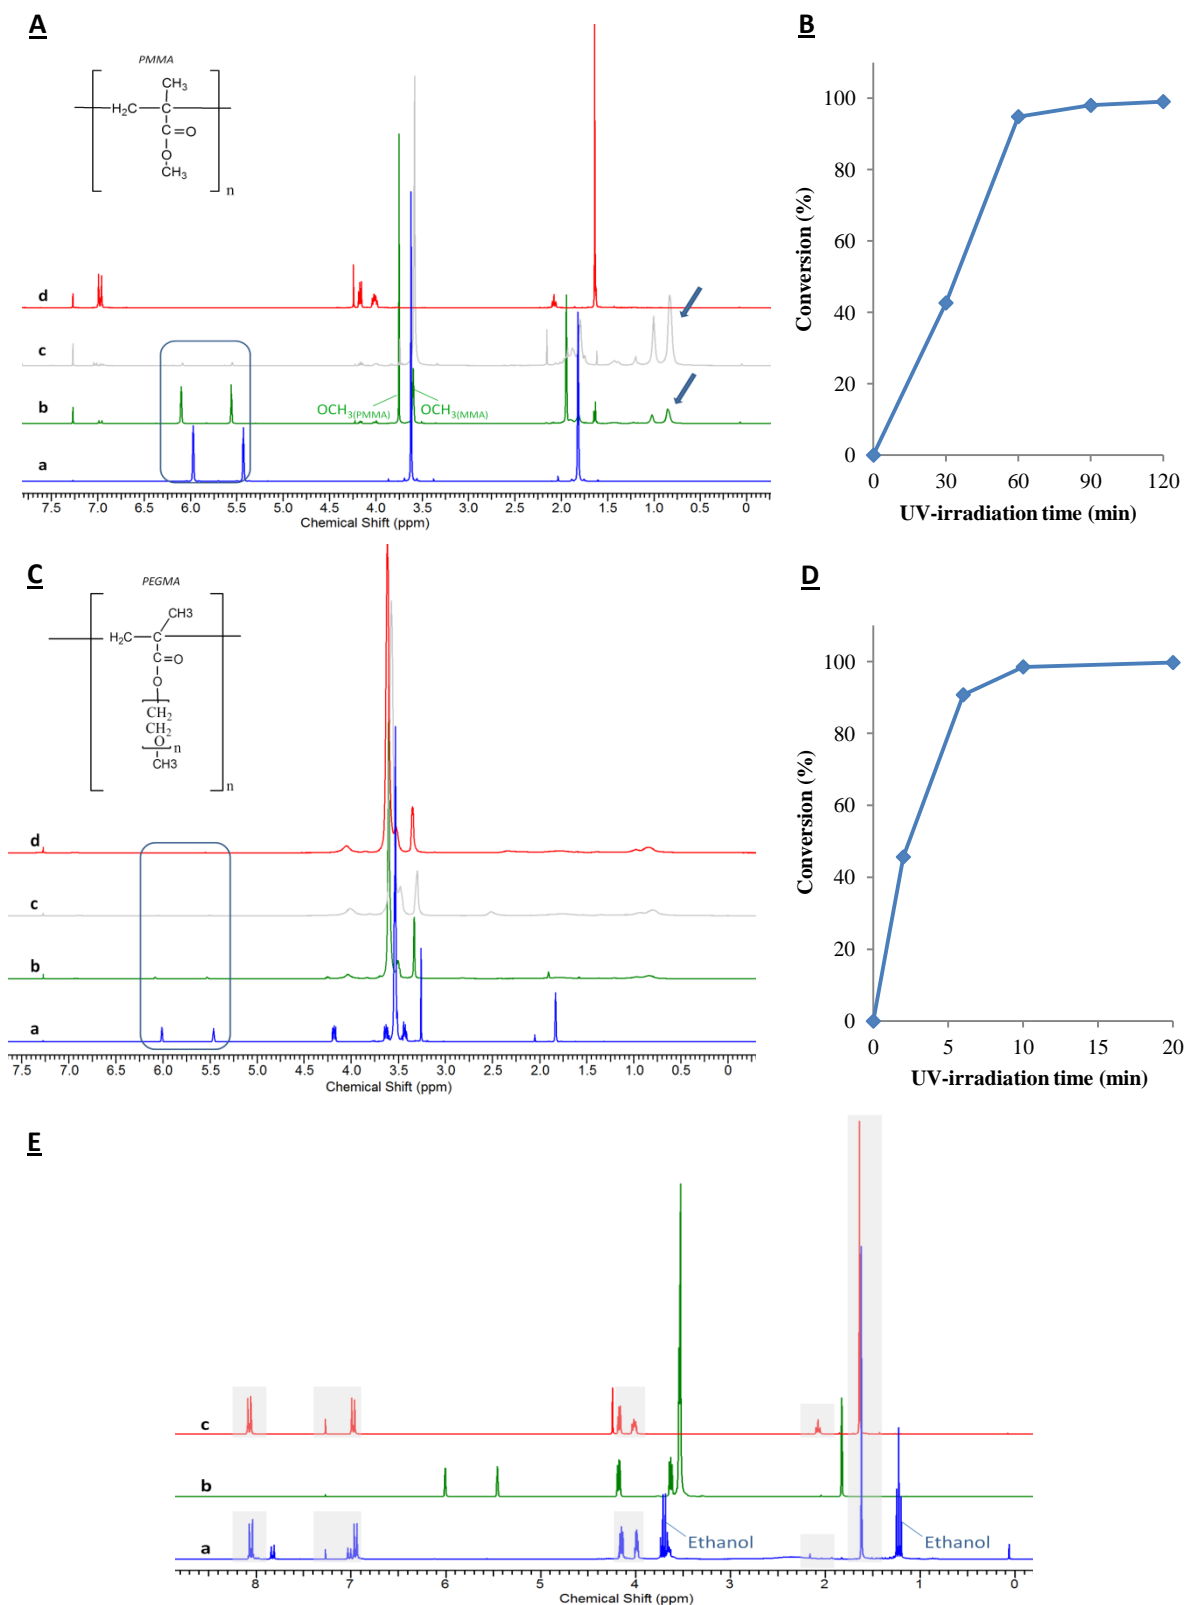 A
PMMA
CH3
H2C
C
C=O
O
CH3
n
d
c
b
a
OCH3(PMMA)
OCH3(MMA)
7.5 7.0 6.5 6.0 5.5 5.0 4.5 4.0 3.5 3.0 2.5 2.0 1.5 1.0 0.5 0
Chemical Shift (ppm)
B
100
80
60
40
20
0
Conversion (%)
0 30 60 90 120
UV-irradiation time (min)
C
PEGMA
CH3
H2C
C
C=O
O
CH2
CH2
O
n
CH3
n
d
c
b
a
7.5 7.0 6.5 6.0 5.5 5.0 4.5 4.0 3.5 3.0 2.5 2.0 1.5 1.0 0.5 0
Chemical Shift (ppm)
D
100
80
60
40
20
0
Conversion (%)
0 5 10 15 20
UV-irradiation time (min)
E
c
b
a
Ethanol
Ethanol
8 7 6 5 4 3 2 1 0
Chemical Shift (ppm)